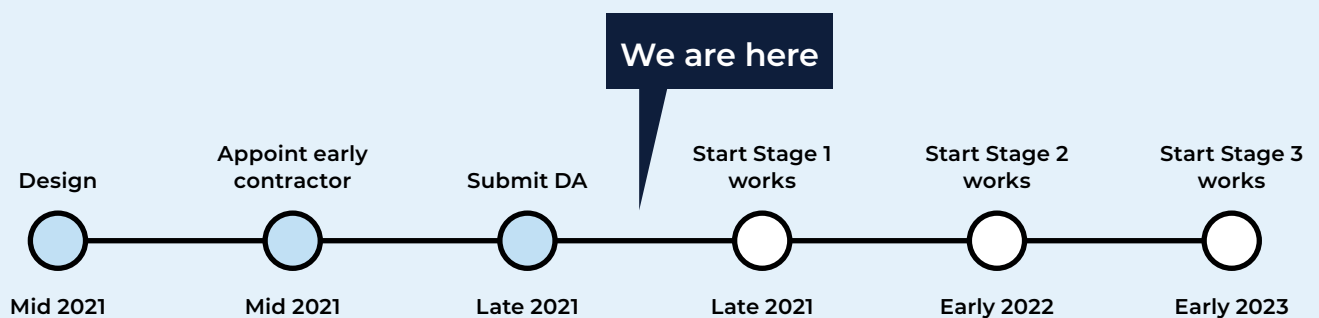 We are here
Design
Appoint early
contractor
Submit DA
Start Stage 1
works
Start Stage 2
works
Start Stage 3
works
Mid 2021
Mid 2021
Late 2021
Late 2021
Early 2022
Early 2023